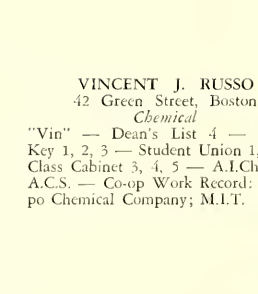 VINCENT J. RUSSO
42 Green Street, Boston
Chemical
"Vin" — Dean's List 4 —
Key 1, 2, 3 — Student Union 1,
Class Cabinet 3, 4, 5 — A.I.Ch
A.C.S. — Co-op Work Record:
po Chemical Company; M.I.T.